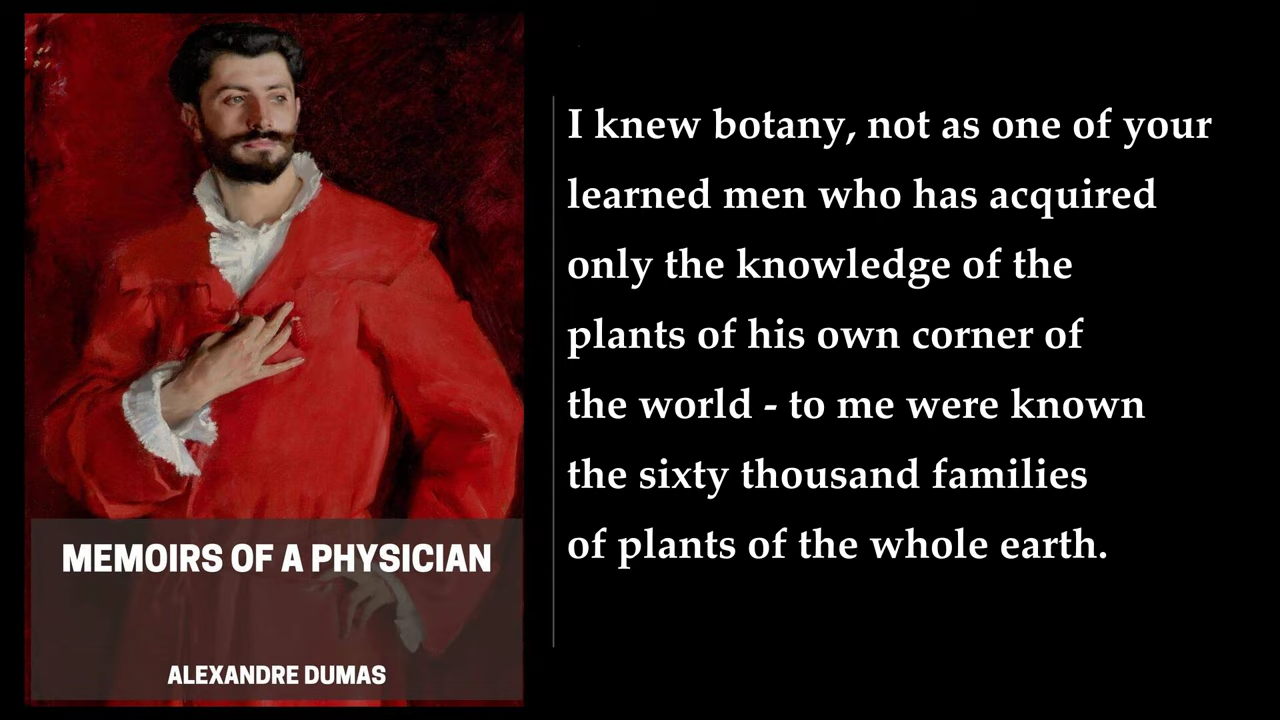 MEMOIRS OF A PHYSICIAN
ALEXANDRE DUMAS
I knew botany, not as one of your
learned men who has acquired
only the knowledge of the
plants of his own corner of
the world - to me were known
the sixty thousand families
of plants of the whole earth.